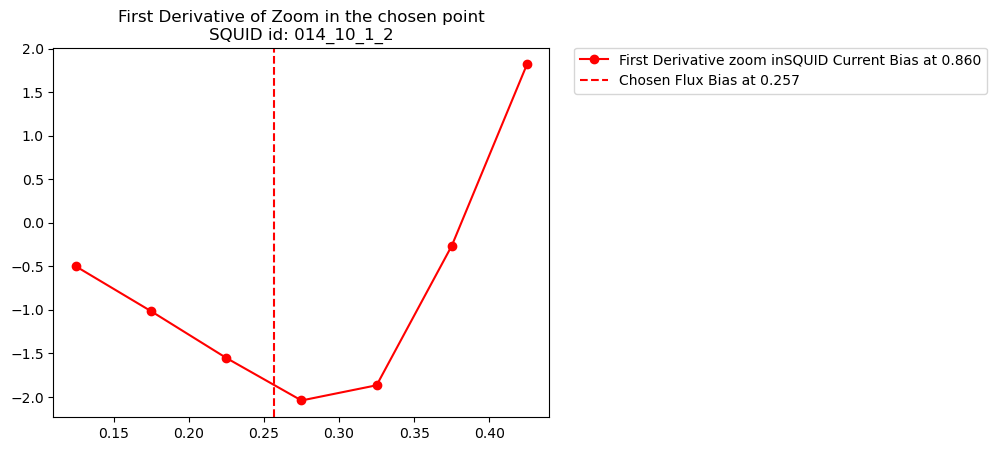 First Derivative of Zoom in the chosen point
SQUID id: 014_10_1_2
First Derivative zoom inSQUID Current Bias at 0.860
Chosen Flux Bias at 0.257
2.0
1.5
1.0
0.5
0.0
−0.5
−1.0
−1.5
−2.0
0.15 0.20 0.25 0.30 0.35 0.40